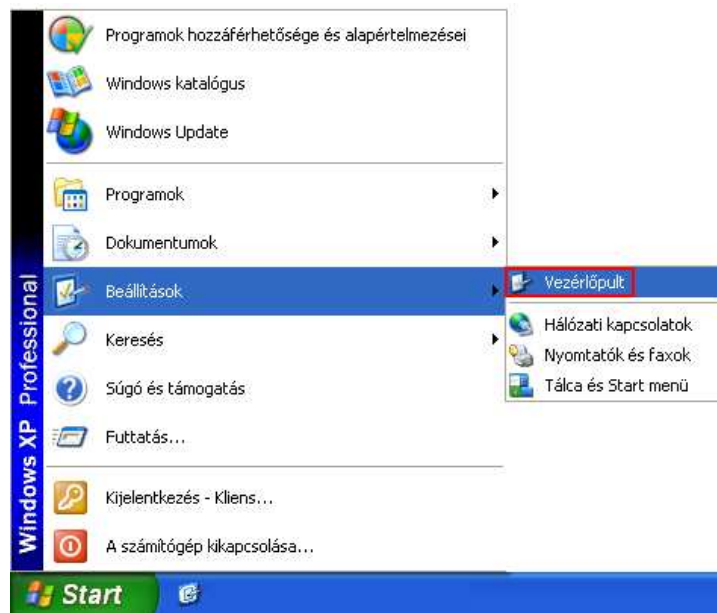 Programok hozzáférhetősége és alapértelmezései
Windows katalógus
Windows Update
Programok
Dokumentumok
Beállítások
Keresés
Súgó és támogatás
Futtatás...
Kijelentkezés - Kliens...
A számítógép kikapcsolása...
Vezérlőpult
Hálózati kapcsolatok
Nyomtatók és faxok
Tálca és Start menü
Windows XP Professional
Start